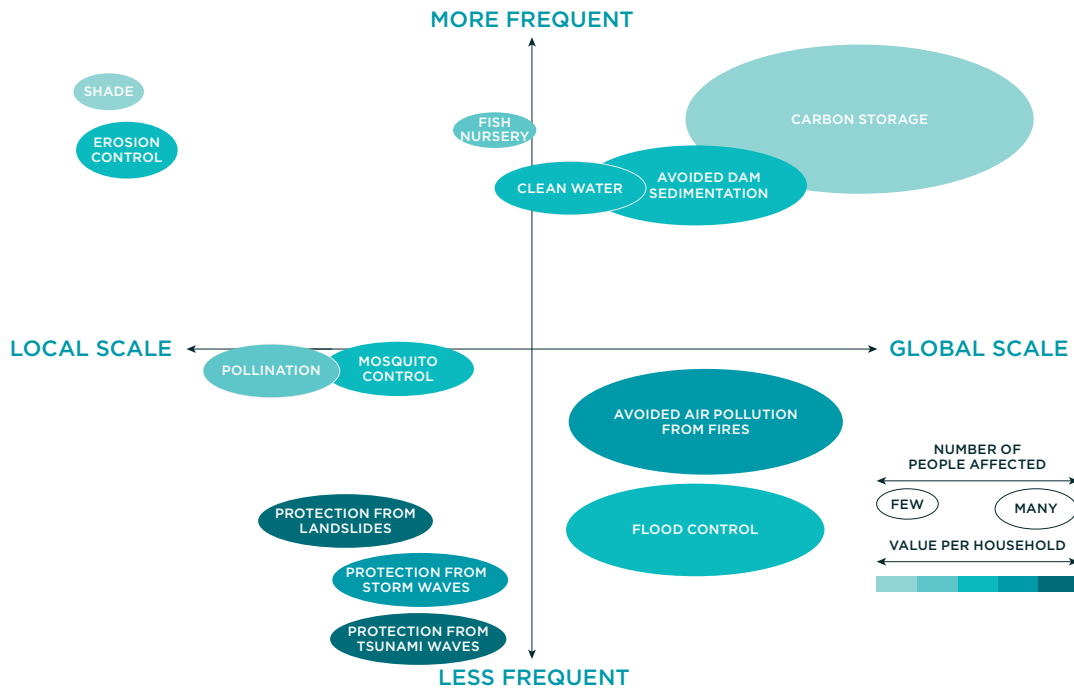 MORE FREQUENT
SHADE
EROSION
CONTROL
FISH
NURSERY
CARBON STORAGE
CLEAN WATER
AVOIDED DAM
SEDIMENTATION
LOCAL SCALE
GLOBAL SCALE
POLLINATION
MOSQUITO
CONTROL
AVOIDED AIR POLLUTION
FROM FIRES
PROTECTION FROM
LANDSLIDES
FLOOD CONTROL
PROTECTION FROM
STORM WAVES
PROTECTION FROM
TSUNAMI WAVES
LESS FREQUENT
NUMBER OF
PEOPLE AFFECTED
FEW
MANY
VALUE PER HOUSEHOLD